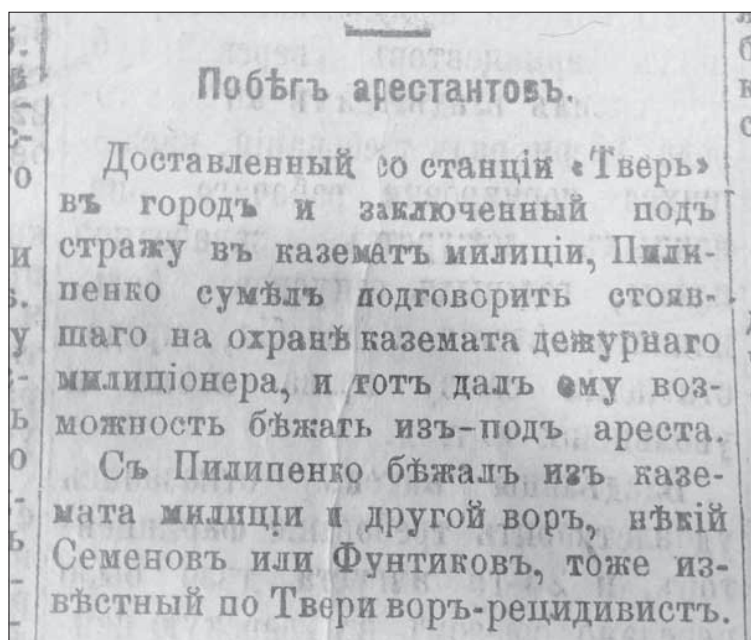 Побѣгъ арестантовъ.
Доставленный со станціи «Тверь»
въ городъ и заключенный подъ
стражу въ казематъ милиціи, Пили-
пенко сумѣлъ подговорить стояв-
шаго на охранѣ каземата дежурнаго
милиціонера, и тотъ далъ ему воз-
можность бѣжать изъ-подъ ареста.
Съ Пилипенко бѣжалъ изъ казе-
мата милиціи и другой воръ, нѣкій
Семеновъ или Фунтиковъ, тоже из-
вѣстный по Твери воръ-рецидивистъ.